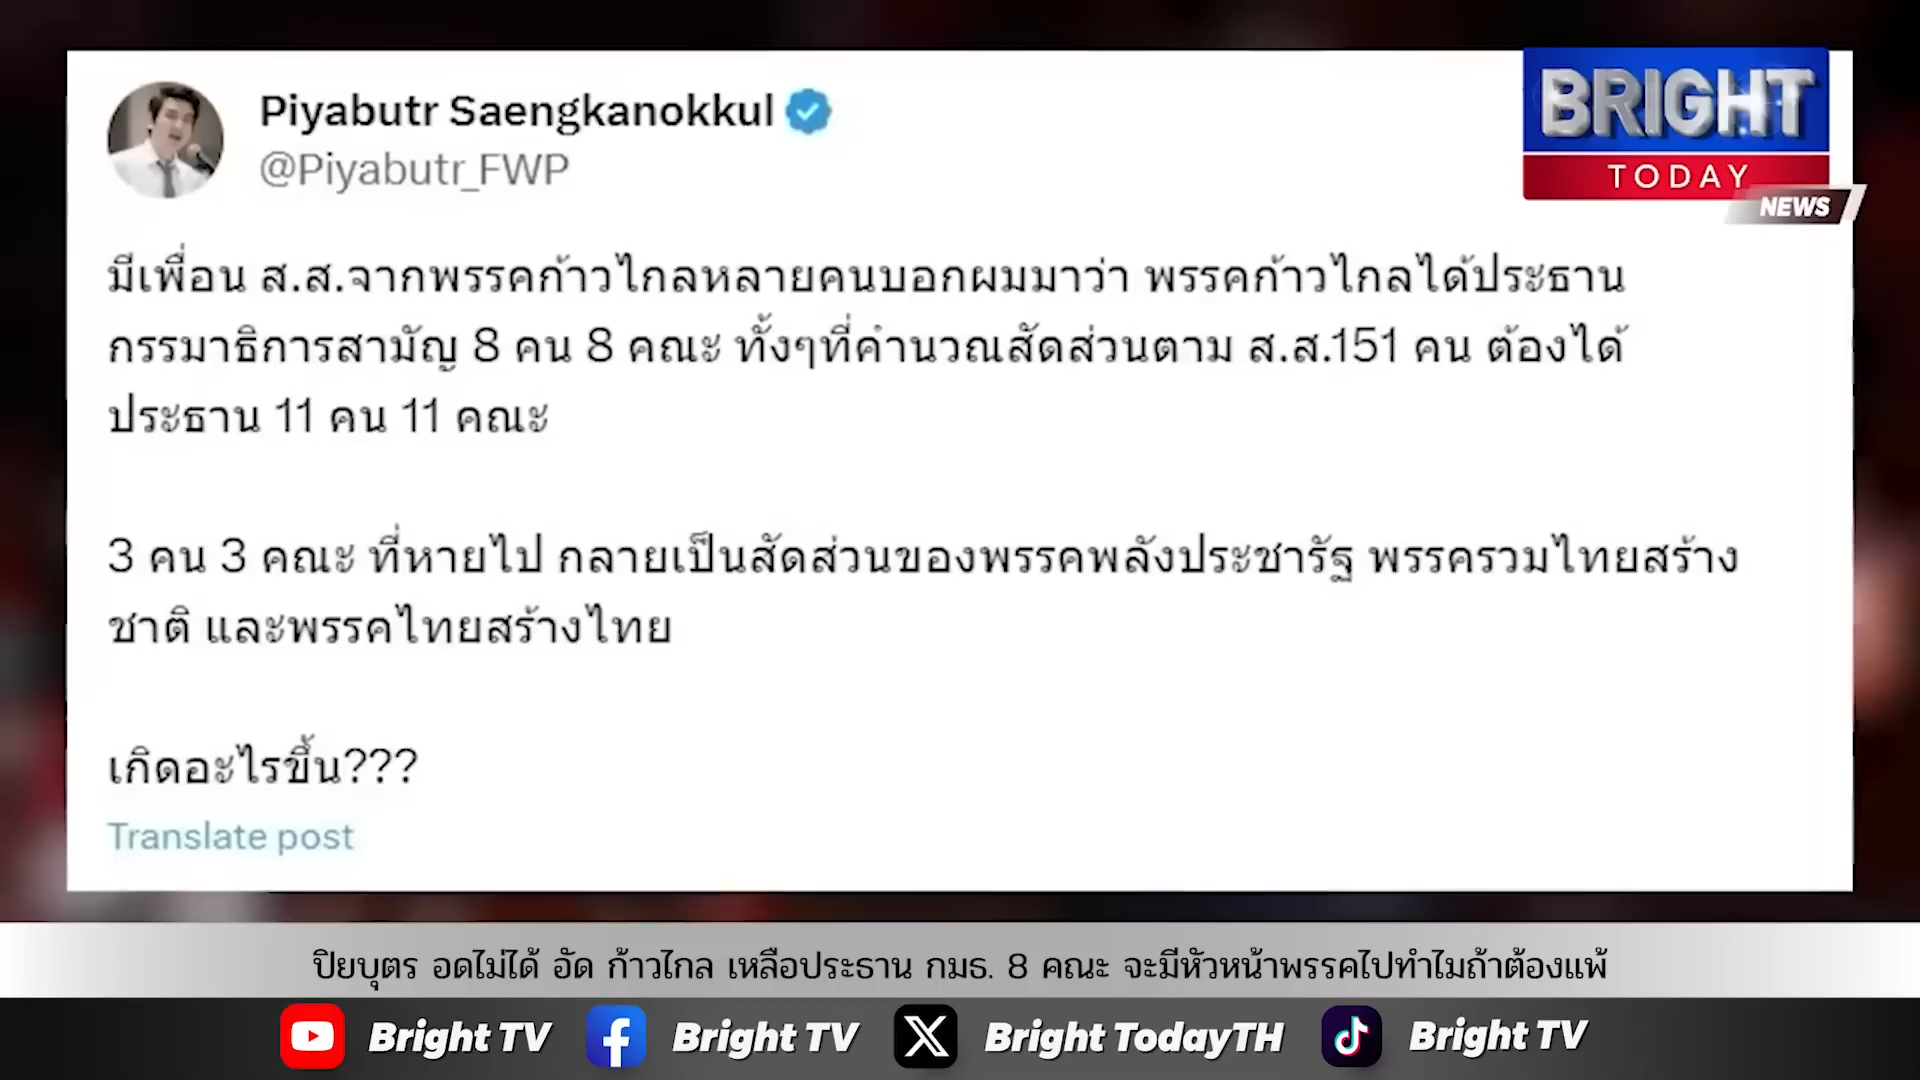 Piyabutr Saengkanokkul
@Piyabutr_FWP
BRIGHT
TODAY
NEWS
มีเพื่อน ส.ส.จากพรรคก้าวไกลหลายคนบอกผมมาว่า พรรคก้าวไกลได้ประธาน
กรรมาธิการสามัญ 8 คน 8 คณะ ทั้งๆที่คำนวณสัดส่วนตาม ส.ส.151 คน ต้องได้
ประธาน 11 คน 11 คณะ
3 คน 3 คณะ ที่หายไป กลายเป็นสัดส่วนของพรรคพลังประชารัฐ พรรครวมไทยสร้าง
ชาติ และพรรคไทยสร้างไทย
เกิดอะไรขึ้น???
Translate post
ปิยบุตร อดไม่ได้ อัด ก้าวไกล เหลือประธาน กมธ. 8 คณะ จะมีหัวหน้าพรรคไปทำไมถ้าต้องแพ้
Bright TV Bright TV Bright TodayTH Bright TV